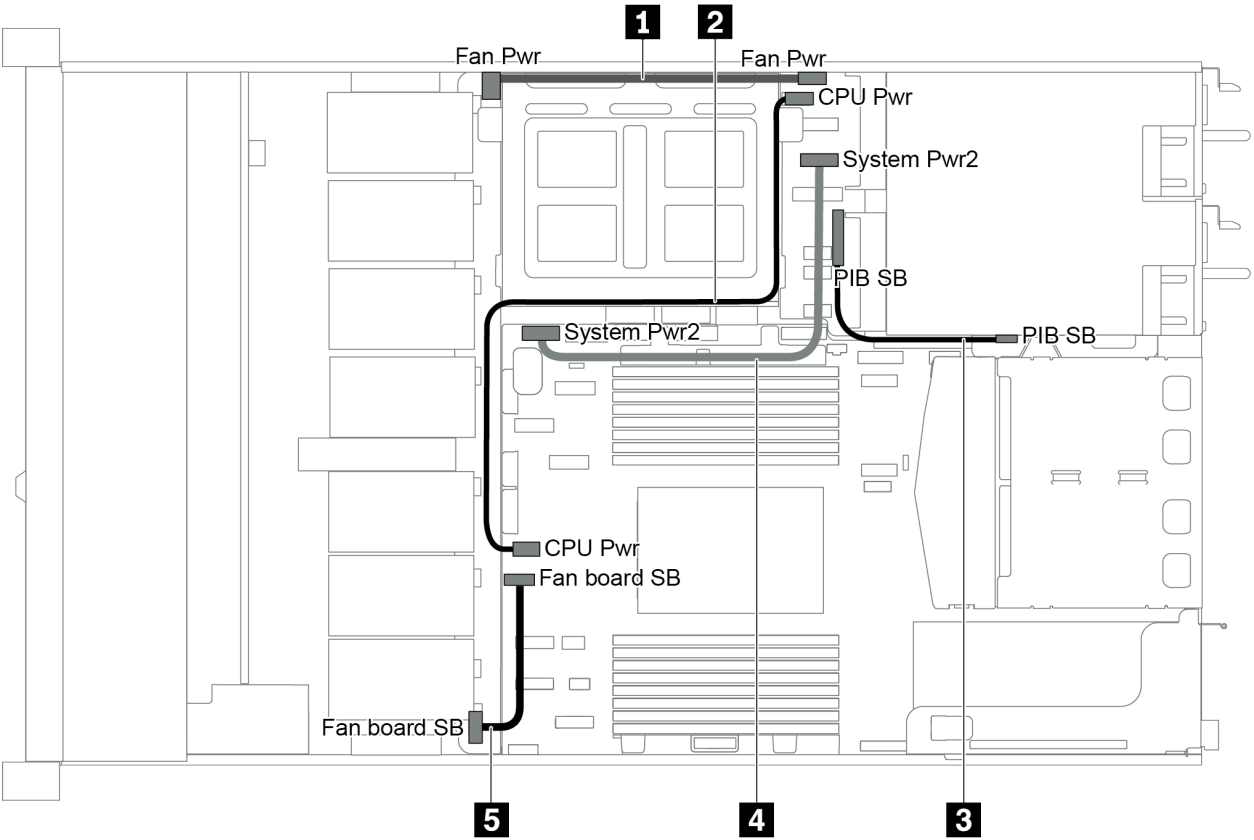 1
2
Fan Pwr
Fan Pwr
CPU Pwr
System Pwr2
PIB SB
System Pwr2
PIB SB
CPU Pwr
Fan board SB
Fan board SB
5
4
3